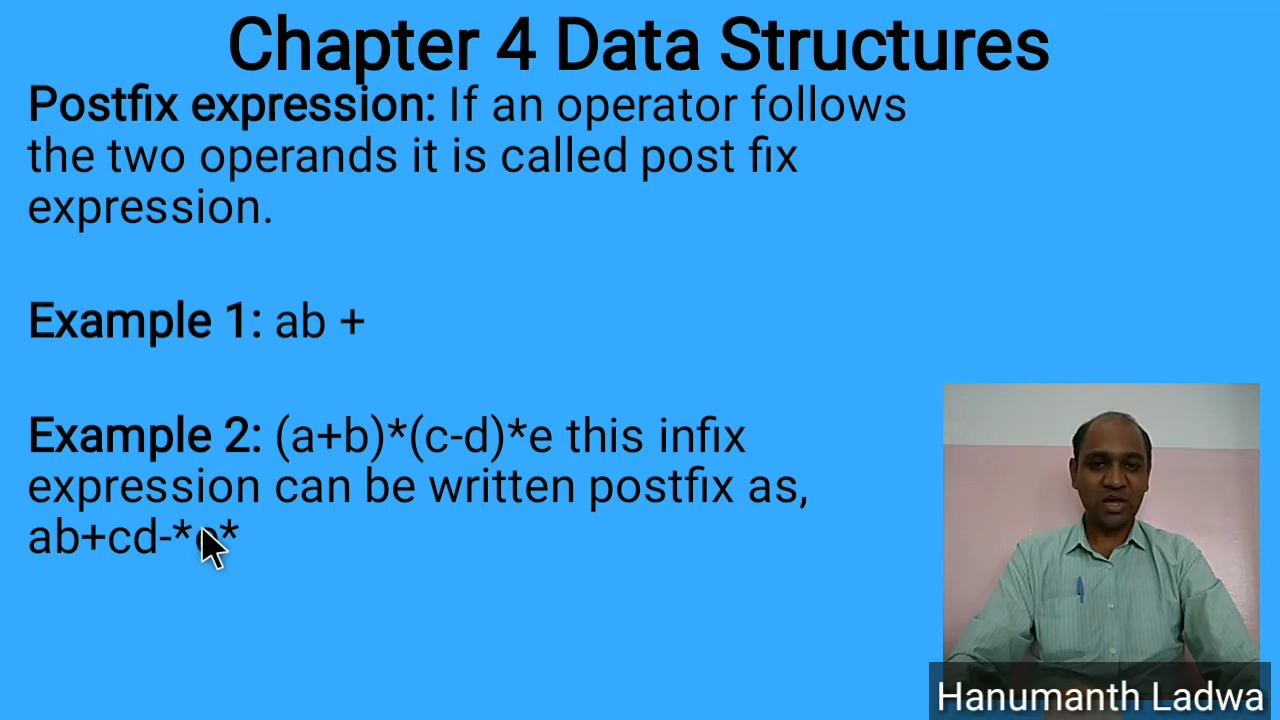 Chapter 4 Data Structures
Postfix expression: If an operator follows
the two operands it is called post fix
expression.
Example 1: ab +
Example 2: (a+b)*(c-d)*e this infix
expression can be written postfix as,
ab+cd-*e*
Hanumanth Ladwa